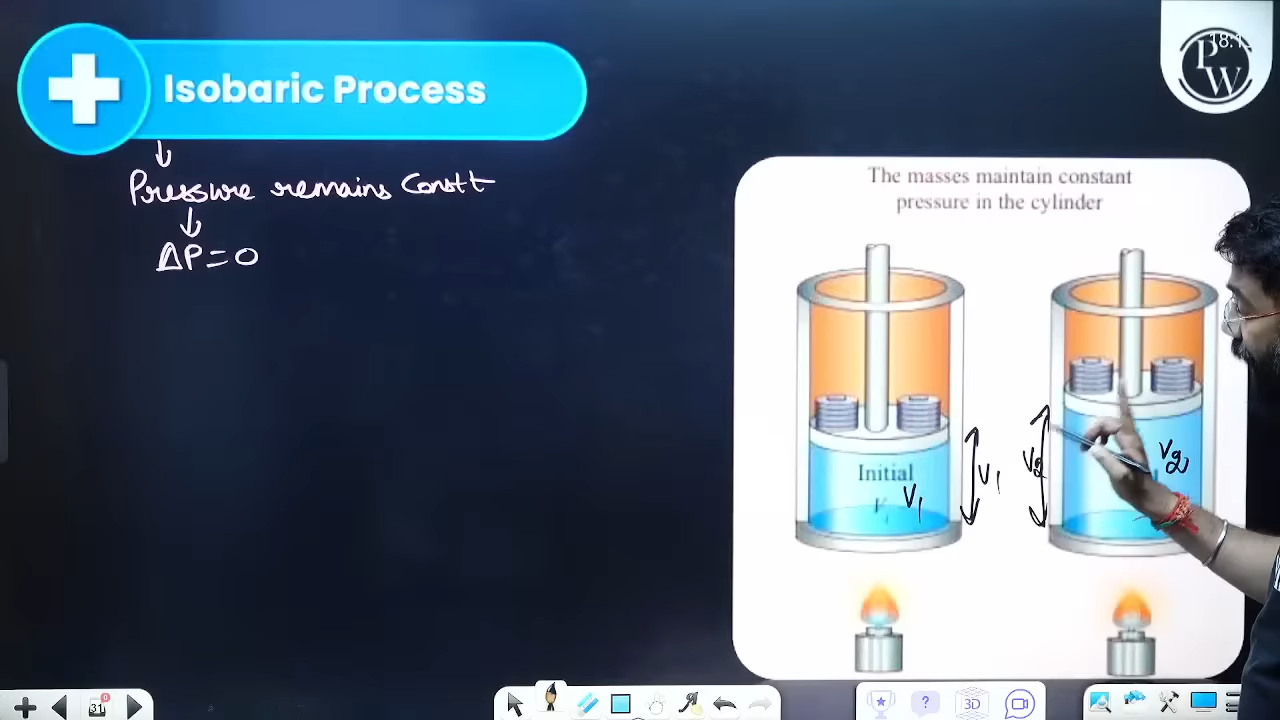 Isobaric Process
Pressure remains Constt
ΔP = 0
The masses maintain constant
pressure in the cylinder
Initial
V₁
V₁
V₂
V₂
PW
31
3D